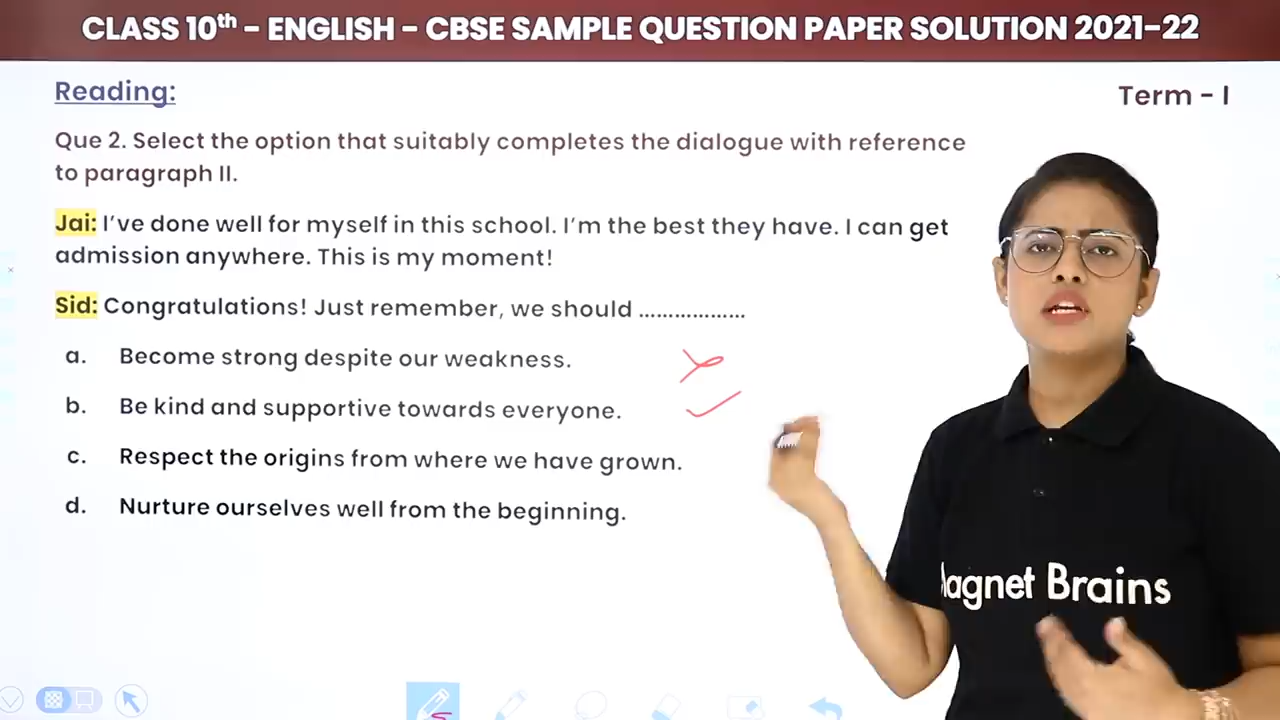 CLASS 10th - ENGLISH - CBSE SAMPLE QUESTION PAPER SOLUTION 2021-22
Reading:
Term - I
Que 2. Select the option that suitably completes the dialogue with reference
to paragraph II.
Jai: I've done well for myself in this school. I'm the best they have. I can get
admission anywhere. This is my moment!
Sid: Congratulations! Just remember, we should ..................
a. Become strong despite our weakness.
b. Be kind and supportive towards everyone.
c. Respect the origins from where we have grown.
d. Nurture ourselves well from the beginning.
agnet Brains